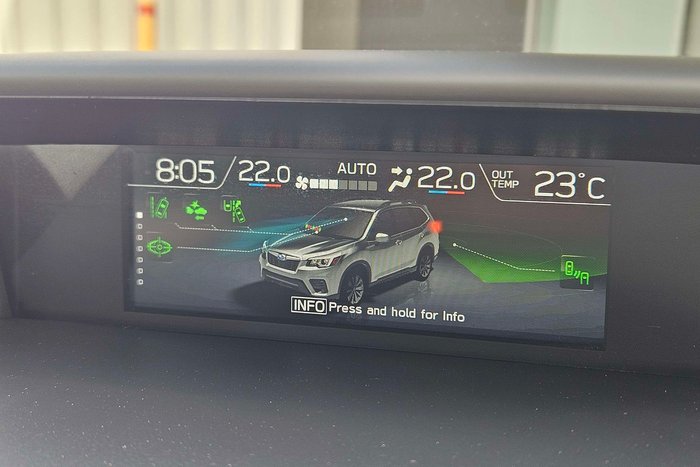 8:05
22.0
AUTO
22.0
OUT
TEMP
23°C
INFO Press and hold for Info